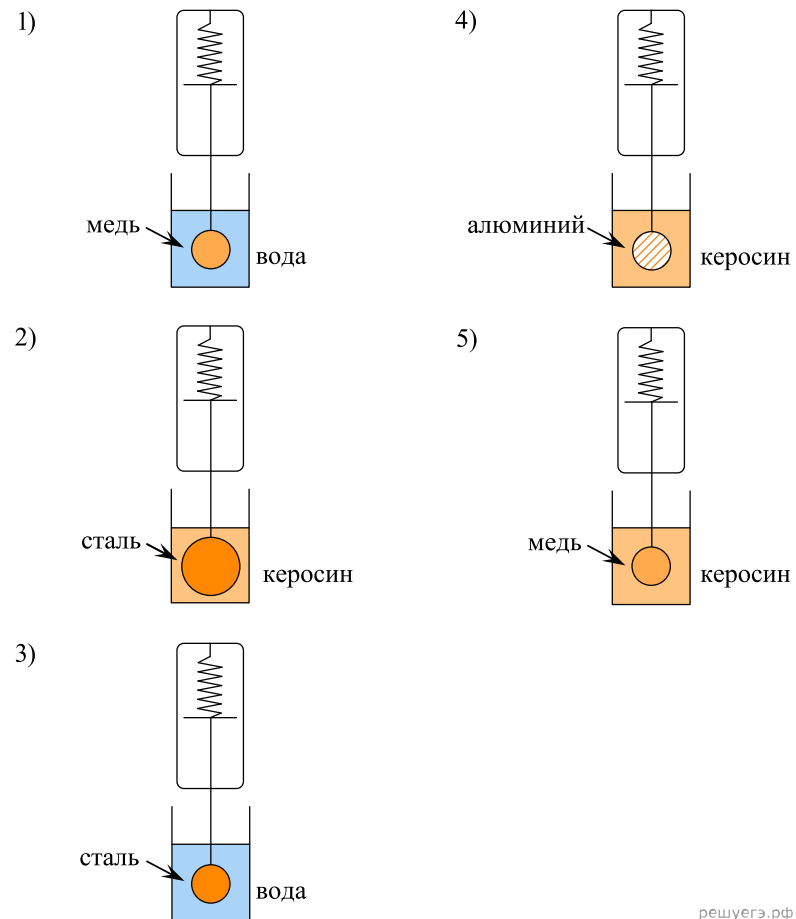 1)
медь
вода
2)
сталь
керосин
3)
сталь
вода
4)
алюминий
керосин
5)
медь
керосин
решуегэ.рф